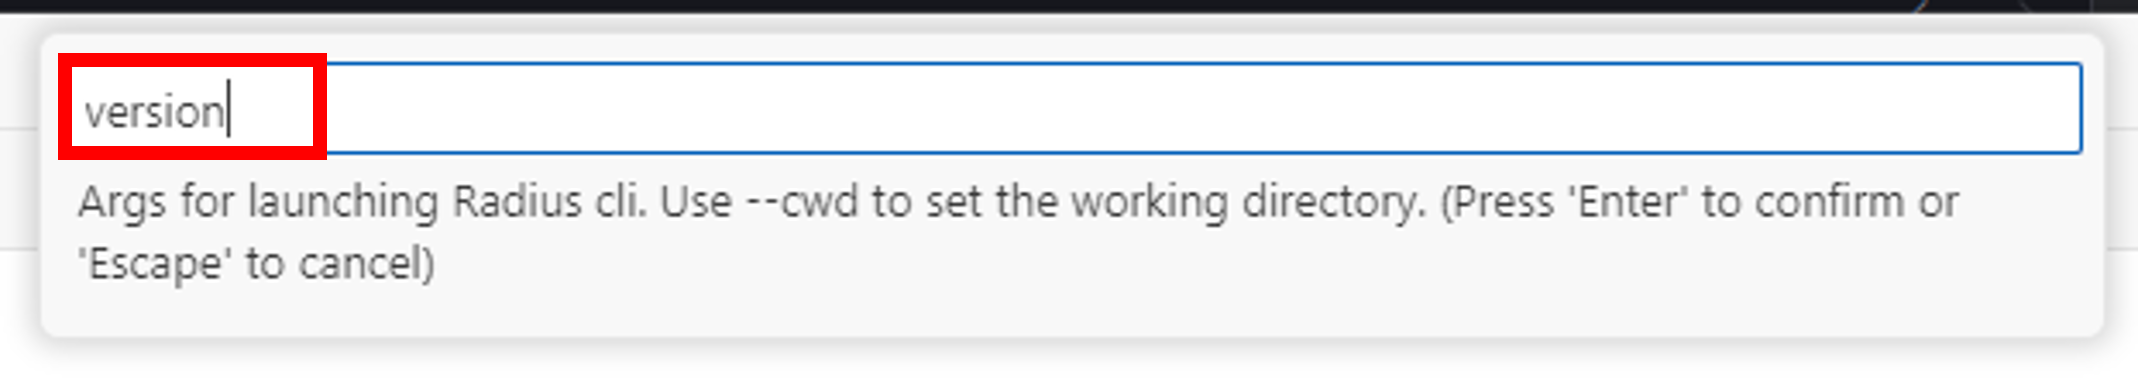 version
Args for launching Radius cli. Use --cwd to set the working directory. (Press 'Enter' to confirm or
'Escape' to cancel)